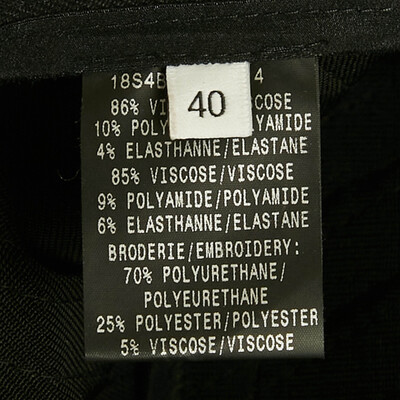 18S4B 4
40
86% VI COSE
10% POLY YAMIDE
4% ELASTHANNE/ELASTANE
85% VISCOSE/VISCOSE
9% POLYAMIDE/POLYAMIDE
6% ELASTHANNE/ELASTANE
BRODERIE/EMBROIDERY:
70% POLYURETHANE/
POLYEURETHANE
25% POLYESTER/POLYESTER
5% VISCOSE/VISCOSE